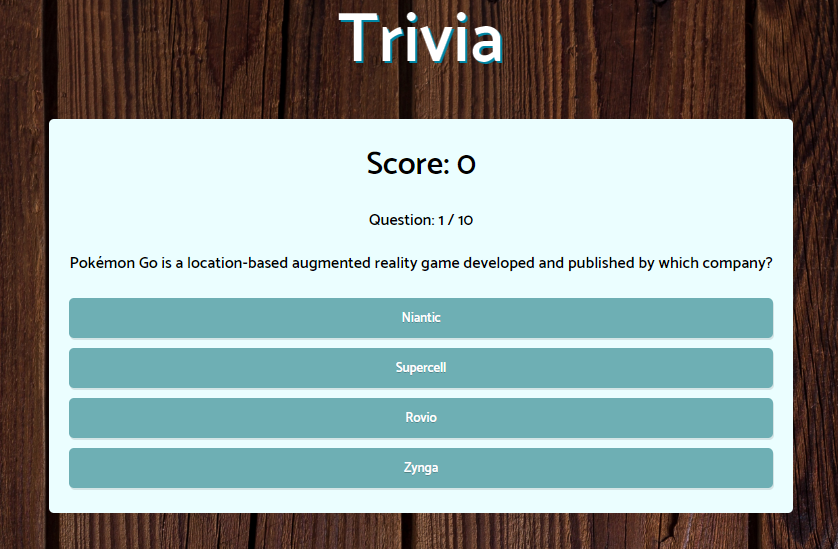 Trivia
Score: 0
Question: 1 / 10
Pokémon Go is a location-based augmented reality game developed and published by which company?
Niantic
Supercell
Rovio
Zynga